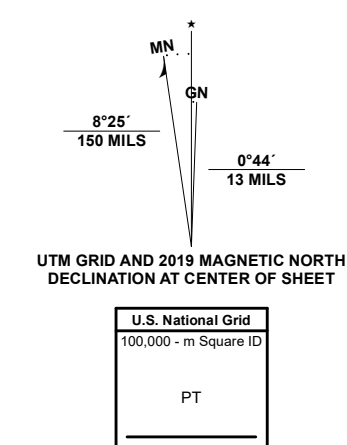 ★
MN
GN
8°25´
150 MILS
0°44´
13 MILS
UTM GRID AND 2019 MAGNETIC NORTH
DECLINATION AT CENTER OF SHEET
U.S. National Grid
100,000 - m Square ID
PT